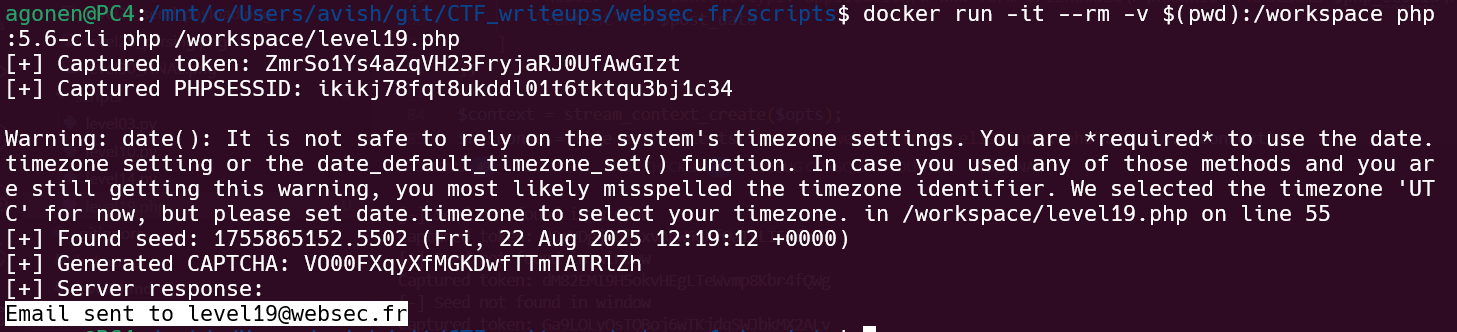 agonen@PC4:/mnt/c/Users/avish/git/CTF_writeups/websec.fr/scripts$ docker run -it --rm -v $(pwd):/workspace php
:5.6-cli php /workspace/level19.php
[+] Captured token: ZmrSo1Ys4aZqVH23FryjaRJ0UfAwGIzt
[+] Captured PHPSESSID: ikikj78fqt8ukddl01t6tktqu3bj1c34
Warning: date(): It is not safe to rely on the system's timezone settings. You are *required* to use the date.
timezone setting or the date_default_timezone_set() function. In case you used any of those methods and you ar
e still getting this warning, you most likely misspelled the timezone identifier. We selected the timezone 'UT
C' for now, but please set date.timezone to select your timezone. in /workspace/level19.php on line 55
[+] Found seed: 1755865152.5502 (Fri, 22 Aug 2025 12:19:12 +0000)
[+] Generated CAPTCHA: VO00FXqyXfMGKDwfTTmTATRlZh
[+] Server response:
Email sent to level19@websec.fr